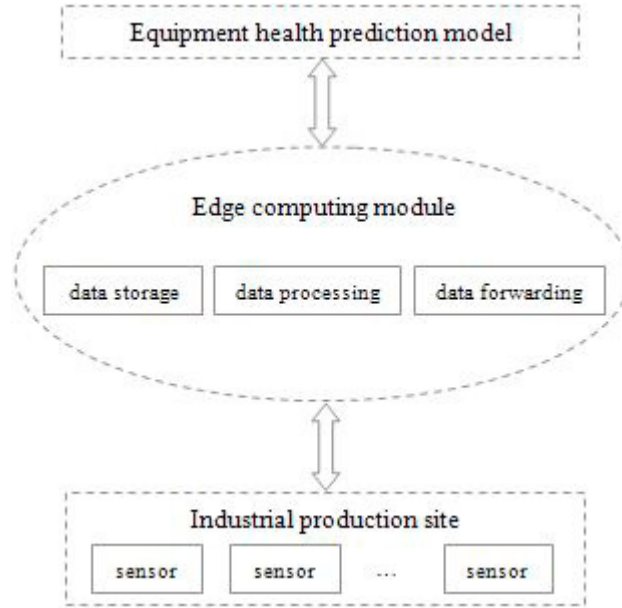 Equipment health prediction model
Edge computing module
data storage data processing data forwarding
Industrial production site
sensor sensor ... sensor